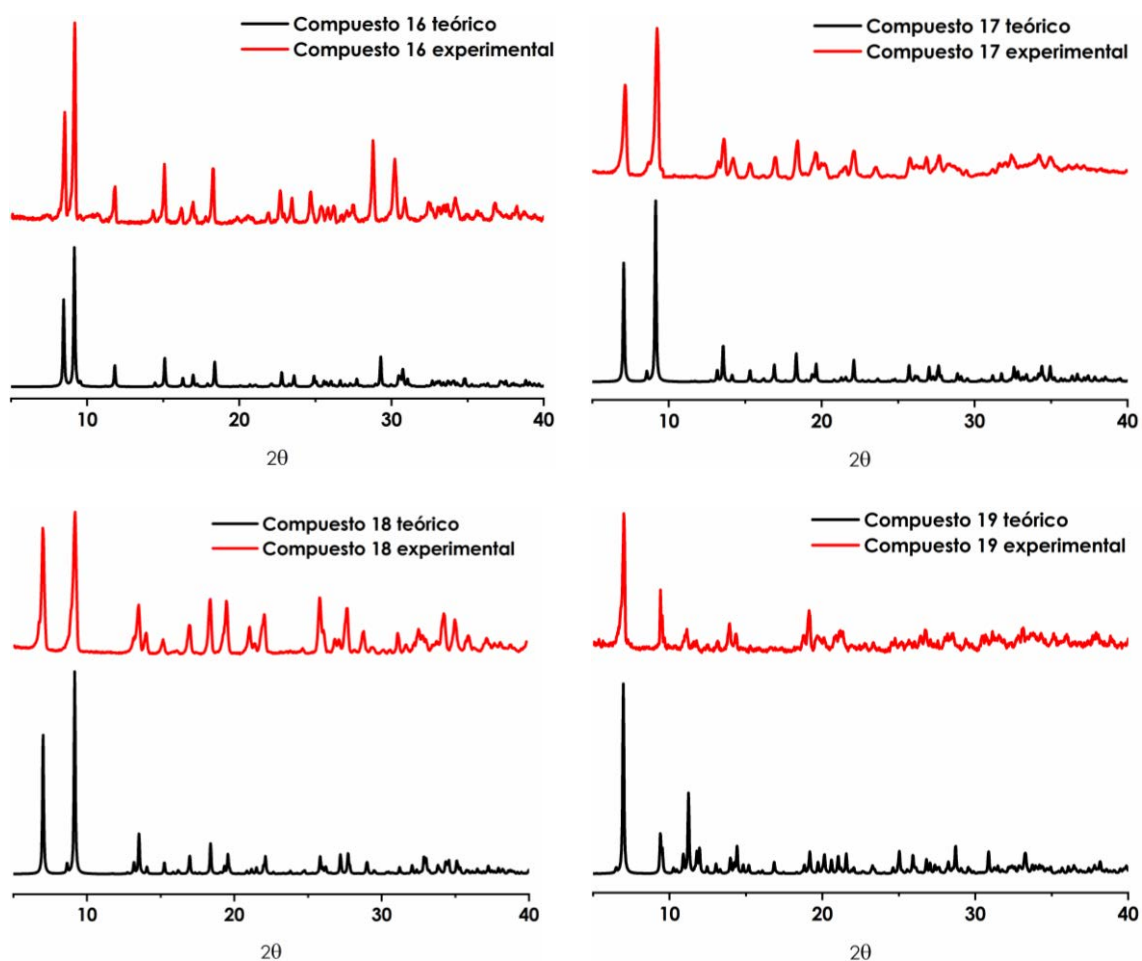 Compuesto 16 teórico
Compuesto 16 experimental
10 20 30 40
2θ
Compuesto 17 teórico
Compuesto 17 experimental
10 20 30 40
2θ
Compuesto 18 teórico
Compuesto 18 experimental
10 20 30 40
2θ
Compuesto 19 teórico
Compuesto 19 experimental
10 20 30 40
2θ